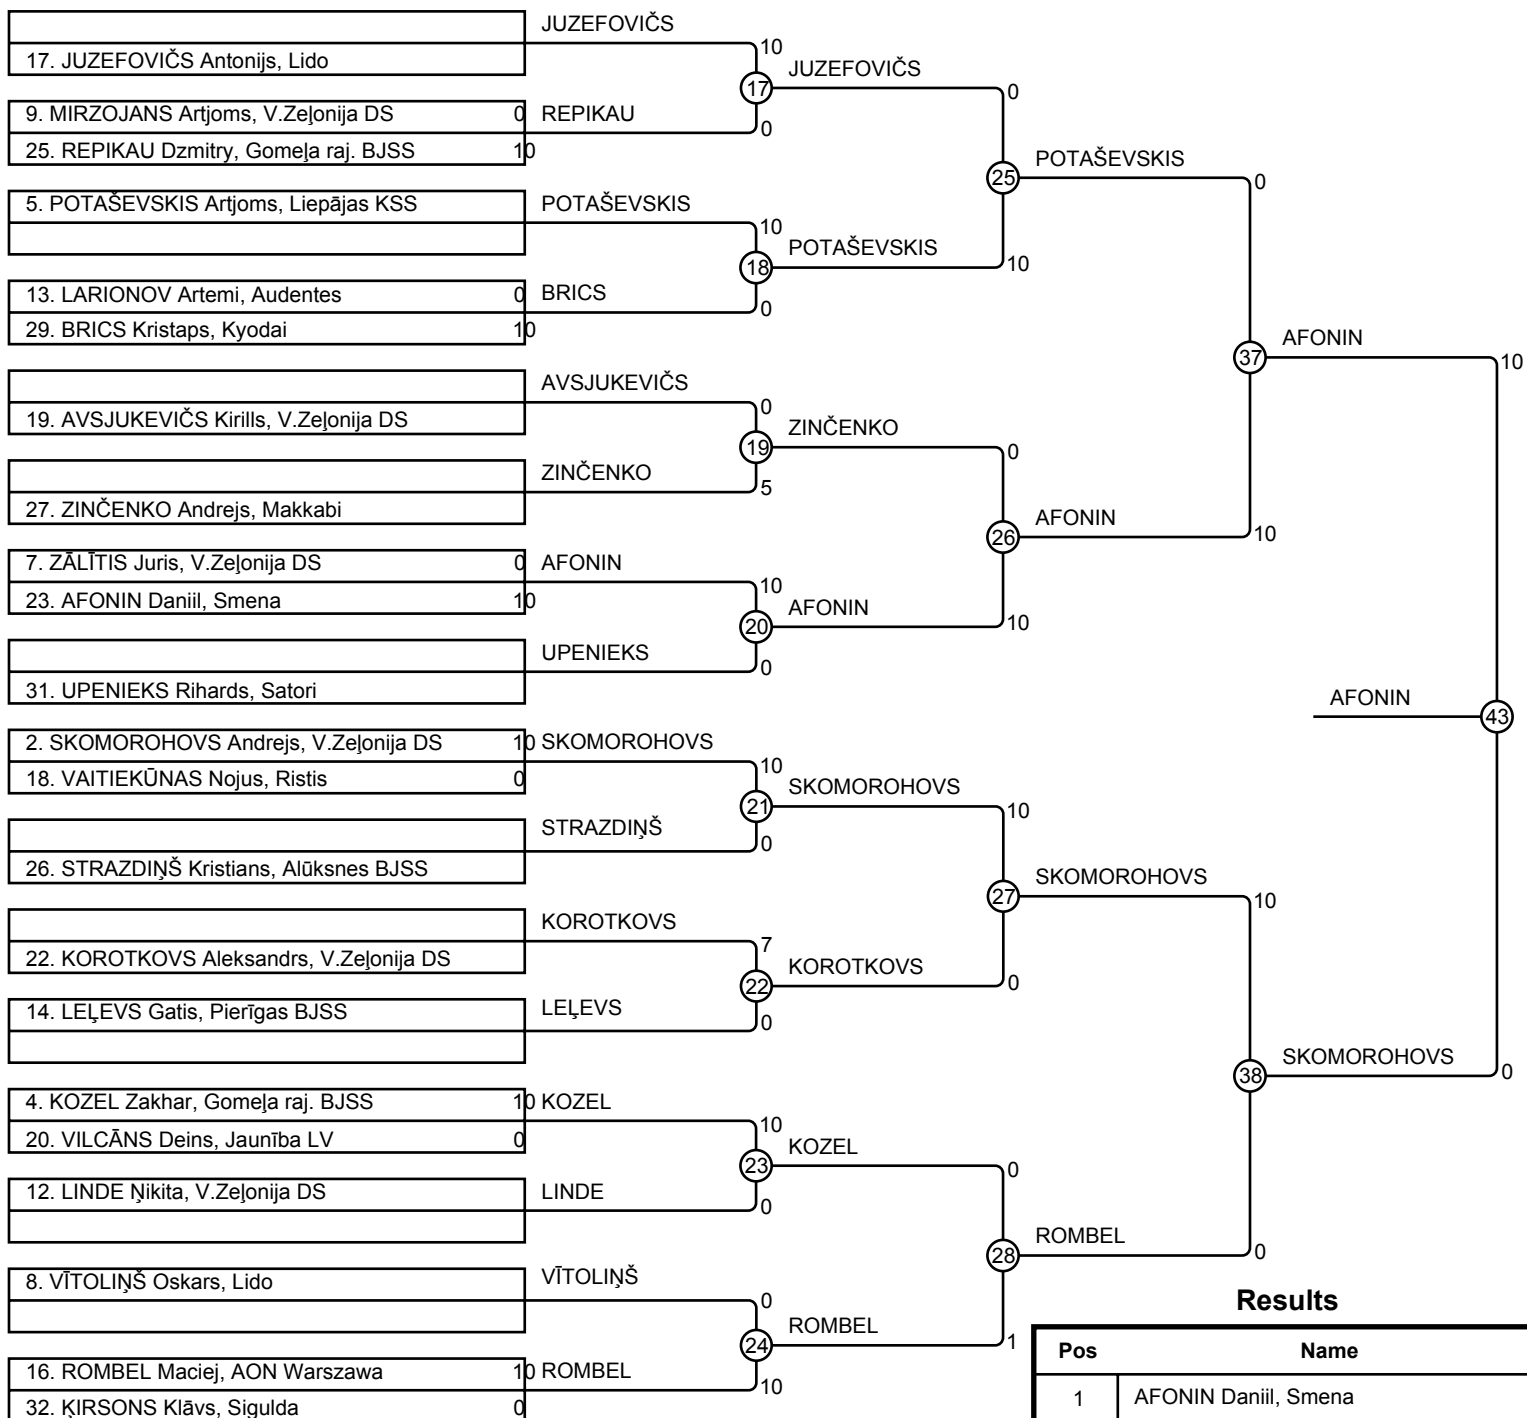 JUZEFOVIČS
17. JUZEFOVIČS Antonijs, Lido
10
17
JUZEFOVIČS
0
9. MIRZOJANS Artjoms, V.Zeļonija DS 0 REPIKAU
0
25. REPIKAU Dzmitry, Gomeļa raj. BJSS 10
25
POTAŠEVSKIS
0
5. POTAŠEVSKIS Artjoms, Liepājas KSS POTAŠEVSKIS
10
18
POTAŠEVSKIS
10
13. LARIONOV Artemi, Audentes 0 BRICS
0
29. BRICS Kristaps, Kyodai 10
37
AFONIN
10
AVSJUKEVIČS
0
19. AVSJUKEVIČS Kirills, V.Zeļonija DS
19
ZINČENKO
0
ZINČENKO
5
27. ZINČENKO Andrejs, Makkabi
26
AFONIN
10
7. ZĀLĪTIS Juris, V.Zeļonija DS 0 AFONIN
10
23. AFONIN Daniil, Smena 10
20
AFONIN
10
UPENIEKS
0
31. UPENIEKS Rihards, Satori
AFONIN
43
2. SKOMOROHOVS Andrejs, V.Zeļonija DS 10 SKOMOROHOVS
10
18. VAITIEKŪNAS Nojus, Ristis 0
21
SKOMOROHOVS
10
STRAZDIŅŠ
0
26. STRAZDIŅŠ Kristians, Alūksnes BJSS
27
SKOMOROHOVS
10
KOROTKOVS
7
22. KOROTKOVS Aleksandrs, V.Zeļonija DS
22
KOROTKOVS
0
14. LEĻEVS Gatis, Pierīgas BJSS LEĻEVS
0
38
SKOMOROHOVS
0
4. KOZEL Zakhar, Gomeļa raj. BJSS 10 KOZEL
10
20. VILCĀNS Deins, Jaunība LV 0
23
KOZEL
0
12. LINDE Ņikita, V.Zeļonija DS LINDE
0
28
ROMBEL
0
8. VĪTOLIŅŠ Oskars, Lido VĪTOLIŅŠ
0
24
ROMBEL
1
16. ROMBEL Maciej, AON Warszawa 10 ROMBEL
10
32. ĶIRSONS Klāvs, Sigulda 0
Results
Pos Name
1 AFONIN Daniil, Smena